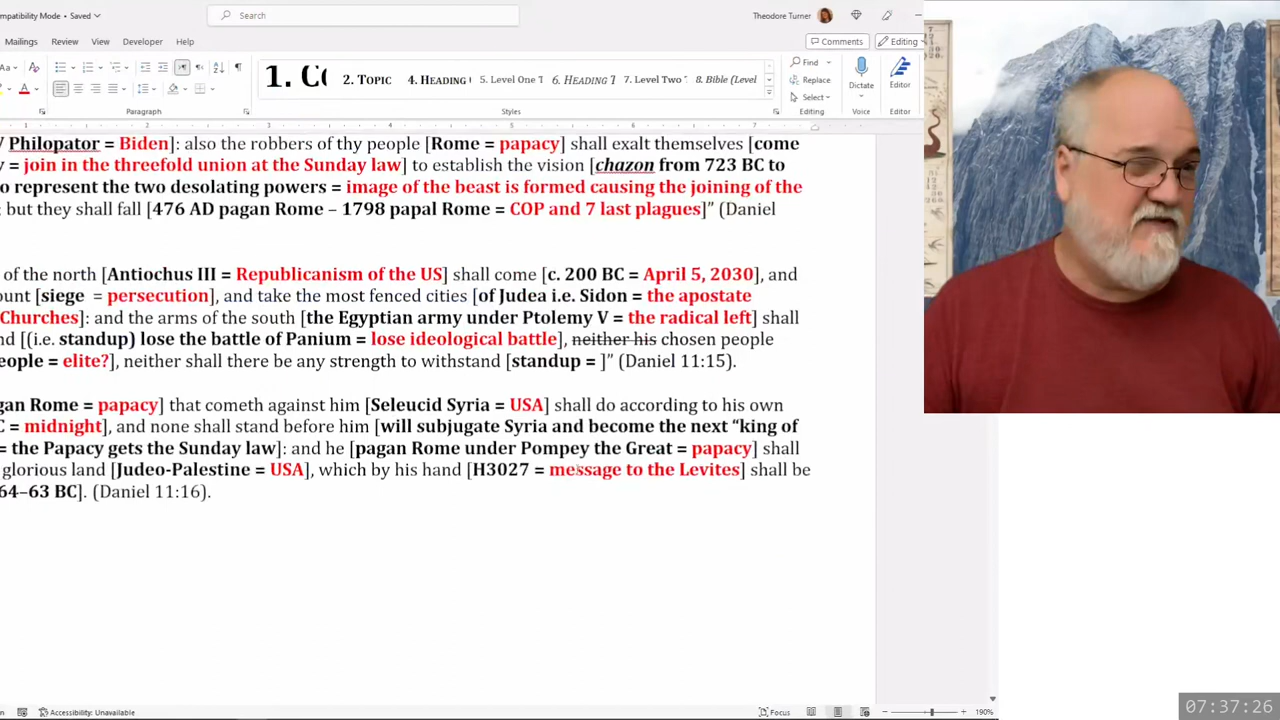 ompatibility Mode • Saved
Search
Theodore Turner
Mailings Review View Developer Help
Comments Editing
Aa
1. Co
2. Topic
4. Heading
5. Level One
6. Heading
7. Level Two
8. Bible (Level
Find
Replace
Select
Dictate
Editor
Paragraph
Styles
Editing
Voice
Editor
1 2 3 4 5 6 7
V Philopator = Biden]: also the robbers of thy people [Rome = papacy] shall exalt themselves [come
y = join in the threefold union at the Sunday law] to establish the vision [chazon from 723 BC to
o represent the two desolating powers = image of the beast is formed causing the joining of the
; but they shall fall [476 AD pagan Rome – 1798 papal Rome = COP and 7 last plagues]” (Daniel
of the north [Antiochus III = Republicanism of the US] shall come [c. 200 BC = April 5, 2030], and
ount [siege = persecution], and take the most fenced cities [of Judea i.e. Sidon = the apostate
Churches]: and the arms of the south [the Egyptian army under Ptolemy V = the radical left] shall
nd [(i.e. standup) lose the battle of Panium = lose ideological battle], neither his chosen people
eople = elite?], neither shall there be any strength to withstand [standup = ]” (Daniel 11:15).
gan Rome = papacy] that cometh against him [Seleucid Syria = USA] shall do according to his own
C = midnight], and none shall stand before him [will subjugate Syria and become the next “king of
= the Papacy gets the Sunday law]: and he [pagan Rome under Pompey the Great = papacy] shall
glorious land [Judeo-Palestine = USA], which by his hand [H3027 = message to the Levites] shall be
64–63 BC]. (Daniel 11:16).
Accessibility: Unavailable
Focus
190%
07:37:26